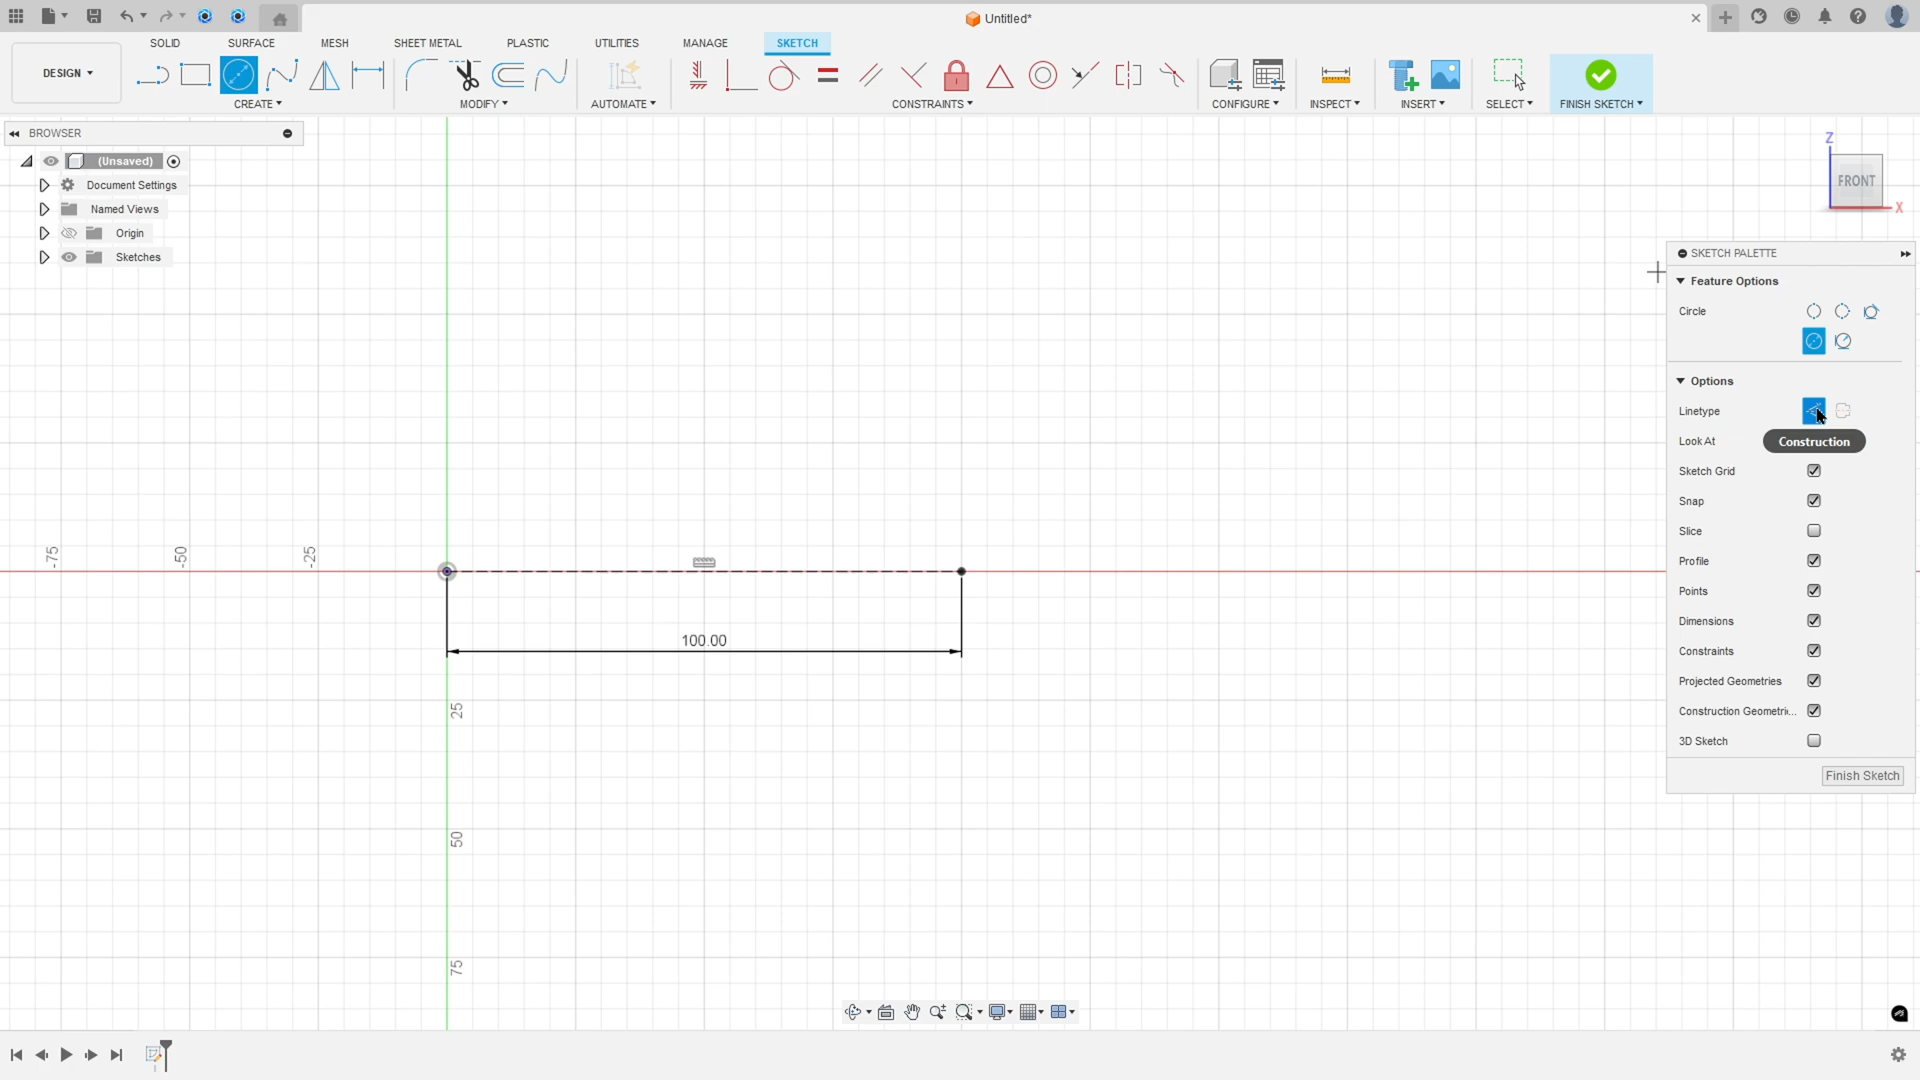 Untitled*
SOLID SURFACE MESH SHEET METAL PLASTIC UTILITIES MANAGE SKETCH
DESIGN
CREATE MODIFY AUTOMATE CONSTRAINTS CONFIGURE INSPECT INSERT SELECT FINISH SKETCH
BROWSER
(Unsaved)
Document Settings
Named Views
Origin
Sketches
Z
FRONT
X
SKETCH PALETTE
Feature Options
Circle
Options
Linetype
Look At
Construction
Sketch Grid
Snap
Slice
Profile
Points
Dimensions
Constraints
Projected Geometries
Construction Geometri...
3D Sketch
Finish Sketch
-75
-50
-25
100.00
25
50
75